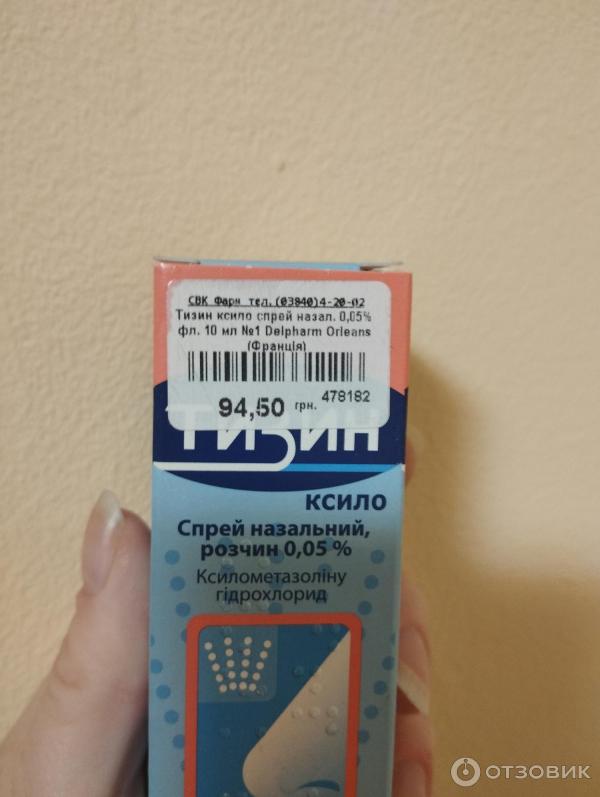 СВК Фарм тел.(03840)4-20-02
Тизин ксило спрей назал. 0,05%
фл. 10 мл №1 Delpharm Orleans
(Франція)
478182
94,50 грн.
ТИЗИН
ксило
Спрей назальний,
розчин 0,05 %
Ксилометазоліну
гідрохлорид
ОТЗОВИК